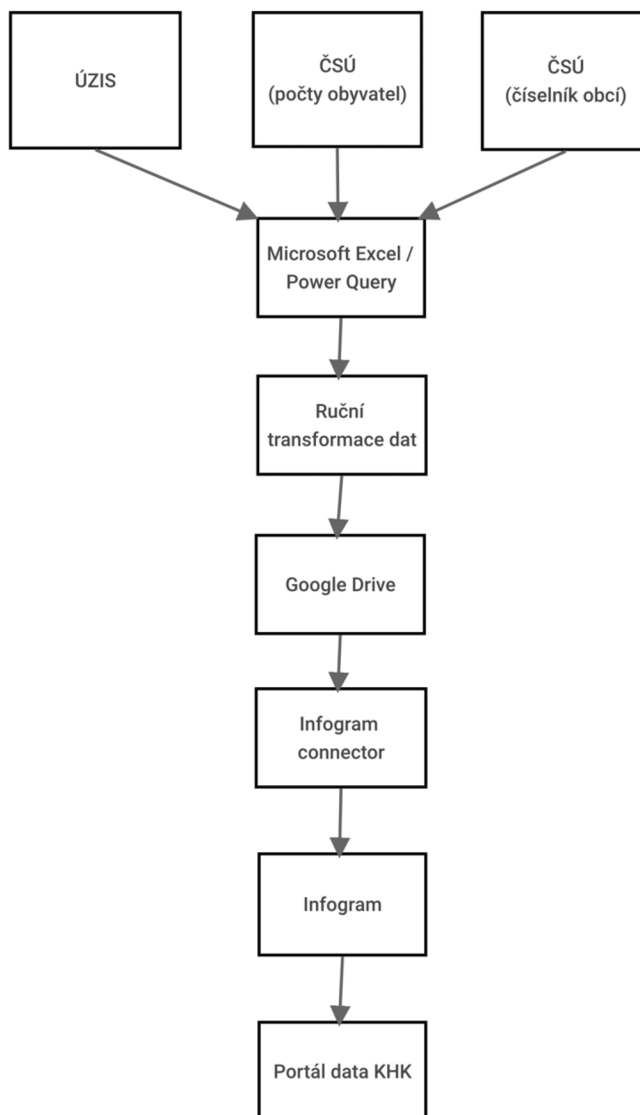 ÚZIS
ČSÚ
(počty obyvatel)
ČSÚ
(číselník obcí)
Microsoft Excel /
Power Query
Ruční
transformace dat
Google Drive
Infogram
connector
Infogram
Portál data KHK